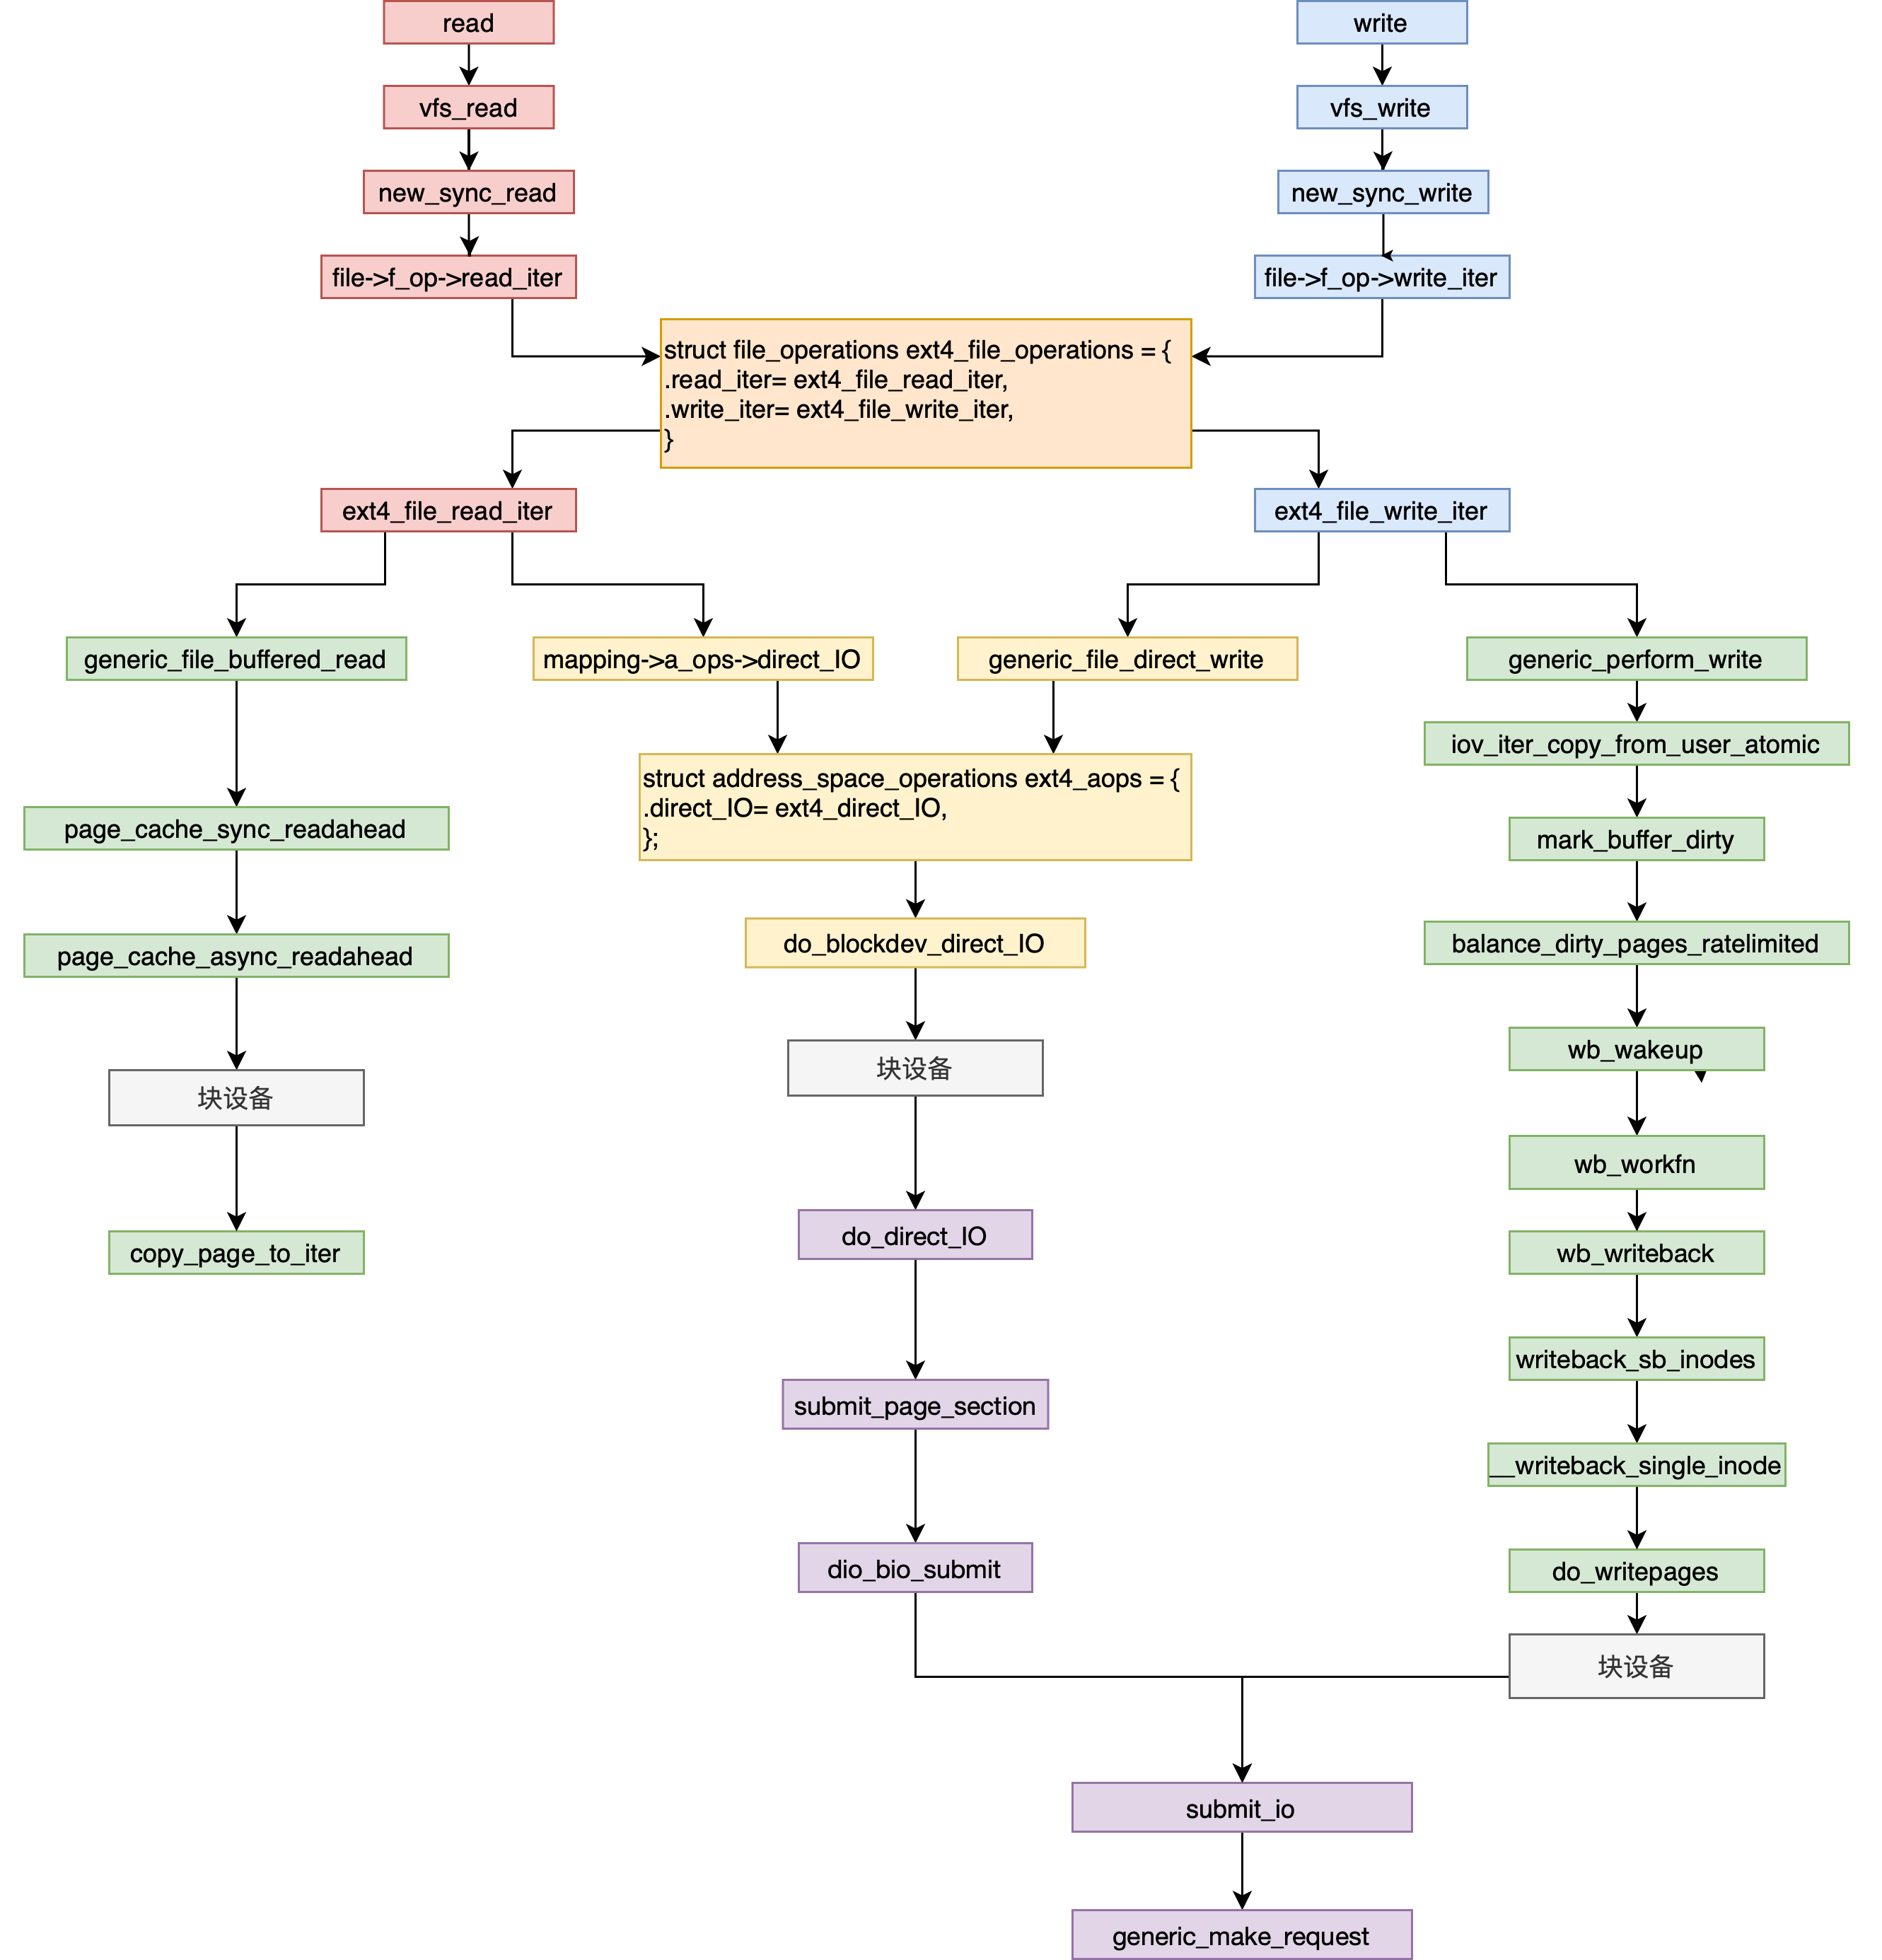 read
write
vfs_read
vfs_write
new_sync_read
new_sync_write
file->f_op->read_iter
file->f_op->write_iter
struct file_operations ext4_file_operations = {
.read_iter= ext4_file_read_iter,
.write_iter= ext4_file_write_iter,
}
ext4_file_read_iter
ext4_file_write_iter
generic_file_buffered_read
mapping->a_ops->direct_IO
generic_file_direct_write
generic_perform_write
iov_iter_copy_from_user_atomic
struct address_space_operations ext4_aops = {
.direct_IO= ext4_direct_IO,
};
page_cache_sync_readahead
mark_buffer_dirty
do_blockdev_direct_IO
balance_dirty_pages_ratelimited
page_cache_async_readahead
wb_wakeup
块设备
块设备
wb_workfn
do_direct_IO
copy_page_to_iter
wb_writeback
writeback_sb_inodes
submit_page_section
__writeback_single_inode
dio_bio_submit
do_writepages
块设备
submit_io
generic_make_request